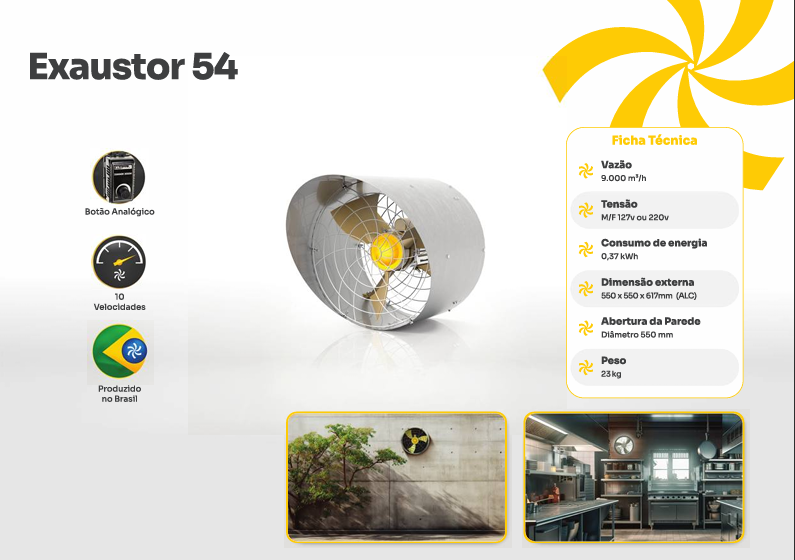 Exaustor 54
Botão Analógico
10
Velocidades
Produzido
no Brasil
Ficha Técnica
Vazão
9.000 m³/h
Tensão
M/F 127v ou 220v
Consumo de energia
0,37 kWh
Dimensão externa
550 x 550 x 617mm (ALC)
Abertura da Parede
Diâmetro 550 mm
Peso
23kg